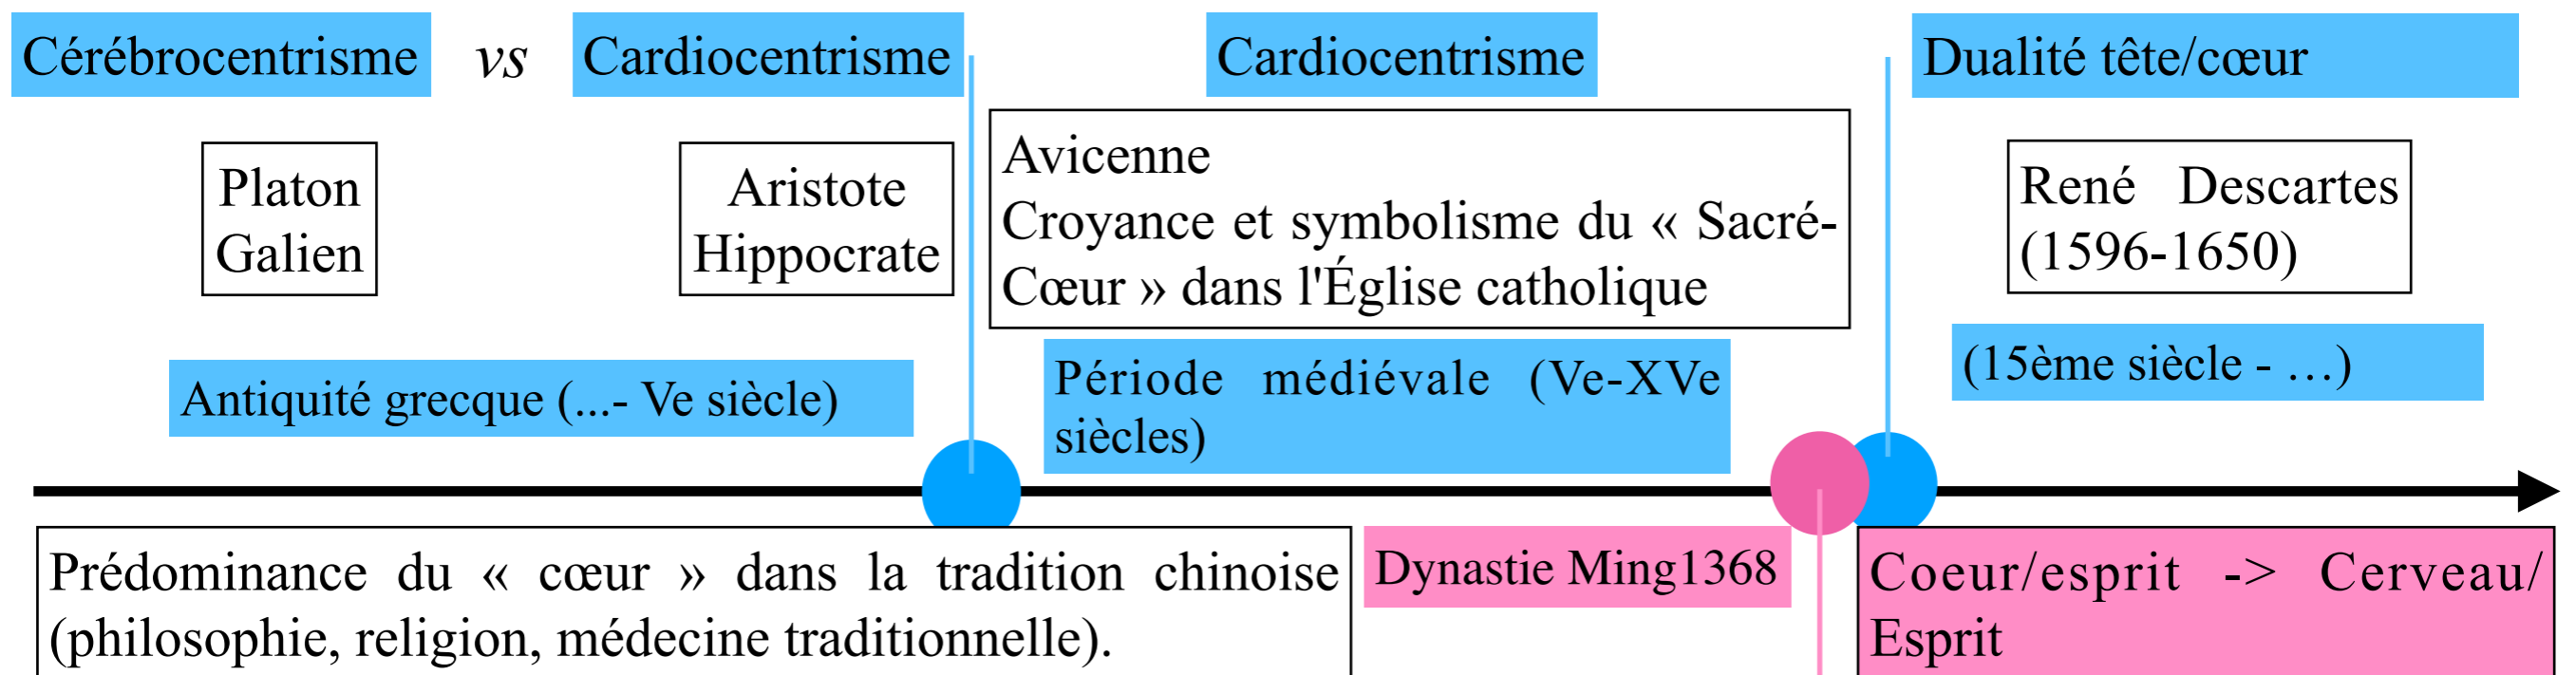 Cérébrocentrisme vs Cardiocentrisme
Cardiocentrisme
Dualité tête/cœur
Platon
Galien
Aristote
Hippocrate
Avicenne
Croyance et symbolisme du « Sacré-
Cœur » dans l'Église catholique
René Descartes
(1596-1650)
Antiquité grecque (...- Ve siècle)
Période médiévale (Ve-XVe
siècles)
(15ème siècle - …)
Prédominance du « cœur » dans la tradition chinoise
(philosophie, religion, médecine traditionnelle).
Dynastie Ming1368
Coeur/esprit -> Cerveau/
Esprit